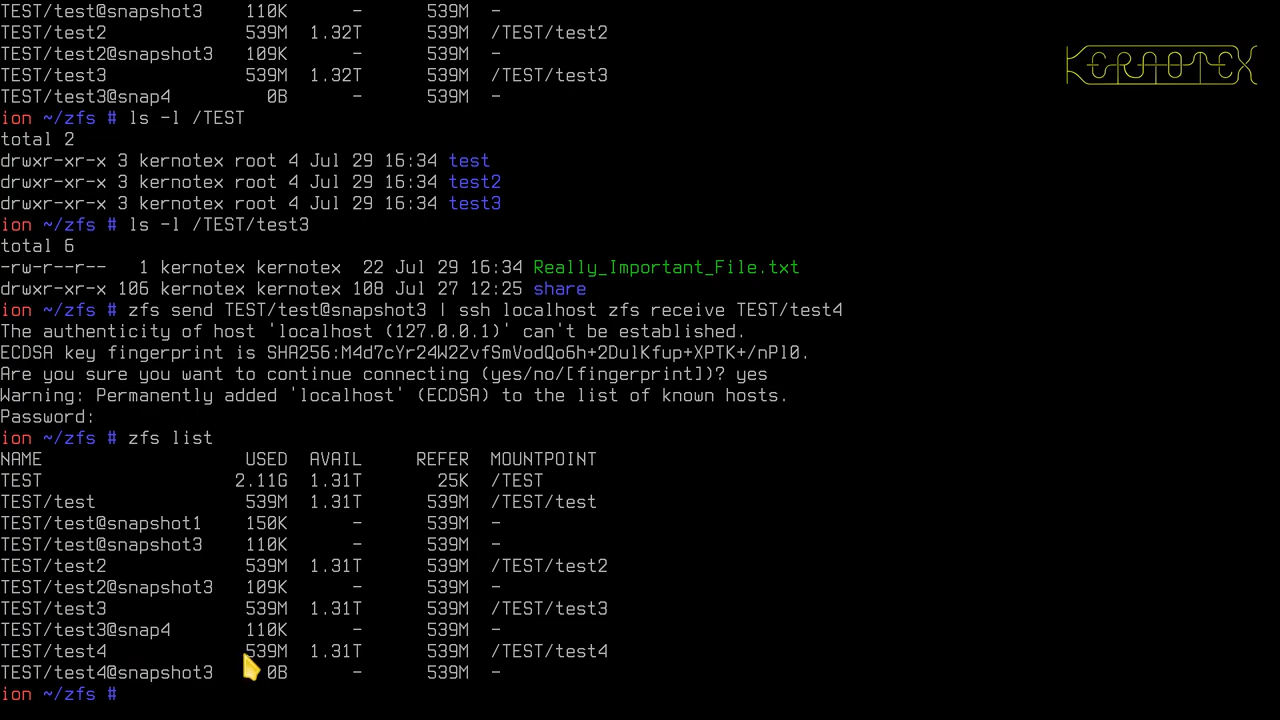 TEST/test@snapshot3    110K      -     539M  -
TEST/test2             539M  1.32T     539M  /TEST/test2
TEST/test2@snapshot3   109K      -     539M  -
TEST/test3             539M  1.32T     539M  /TEST/test3
TEST/test3@snap4         0B      -     539M  -
KERNOTEX
ion ~/zfs # ls -l /TEST
total 2
drwxr-xr-x 3 kernotex root 4 Jul 29 16:34 test
drwxr-xr-x 3 kernotex root 4 Jul 29 16:34 test2
drwxr-xr-x 3 kernotex root 4 Jul 29 16:34 test3
ion ~/zfs # ls -l /TEST/test3
total 6
-rw-r--r--   1 kernotex kernotex  22 Jul 29 16:34 Really_Important_File.txt
drwxr-xr-x 106 kernotex kernotex 108 Jul 27 12:25 share
ion ~/zfs # zfs send TEST/test@snapshot3 | ssh localhost zfs receive TEST/test4
The authenticity of host 'localhost (127.0.0.1)' can't be established.
ECDSA key fingerprint is SHA256:M4d7cYr24W2ZvfSmVodQo6h+2DulKfup+XPTK+/nPl0.
Are you sure you want to continue connecting (yes/no/[fingerprint])? yes
Warning: Permanently added 'localhost' (ECDSA) to the list of known hosts.
Password:
ion ~/zfs # zfs list
NAME                   USED  AVAIL     REFER  MOUNTPOINT
TEST                  2.11G  1.31T       25K  /TEST
TEST/test              539M  1.31T      539M  /TEST/test
TEST/test@snapshot1    150K      -      539M  -
TEST/test@snapshot3    110K      -      539M  -
TEST/test2             539M  1.31T      539M  /TEST/test2
TEST/test2@snapshot3   109K      -      539M  -
TEST/test3             539M  1.31T      539M  /TEST/test3
TEST/test3@snap4       110K      -      539M  -
TEST/test4             539M  1.31T      539M  /TEST/test4
TEST/test4@snapshot3     0B      -      539M  -
ion ~/zfs #